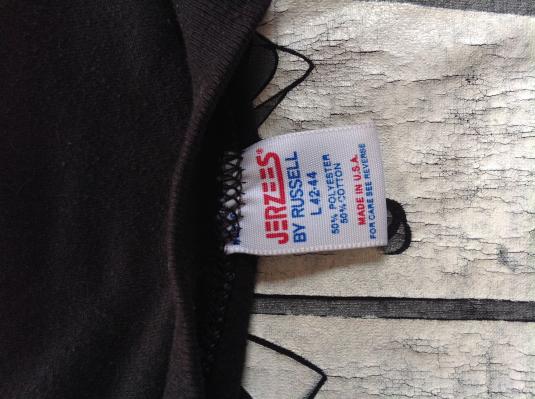 JERZEES®
BY RUSSELL
L 42-44
50% POLYESTER
50% COTTON
MADE IN U.S.A.
FOR CARE SEE REVERSE